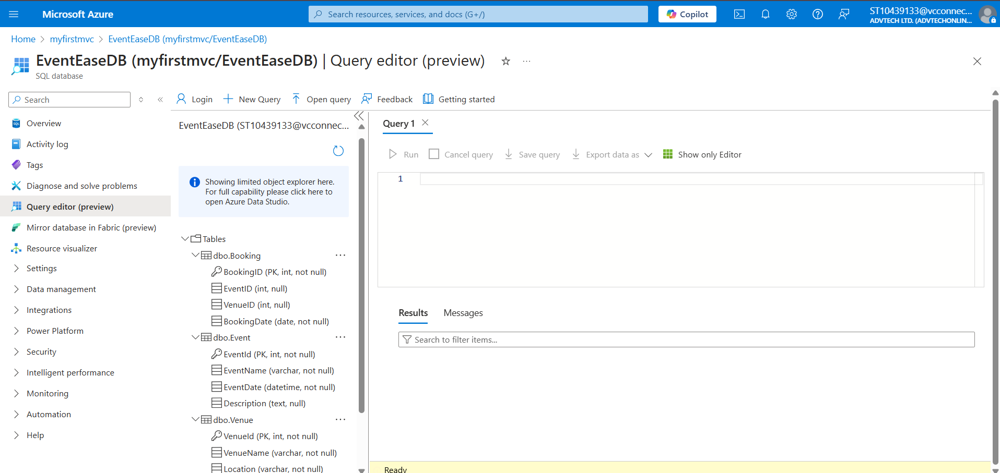 Microsoft Azure
Search resources, services, and docs (G+/)
Copilot
ST10439133@vcconnec...
ADVTECH LTD. (ADVTECHONLIN...
Home > myfirstmvc > EventEaseDB (myfirstmvc/EventEaseDB)
EventEaseDB (myfirstmvc/EventEaseDB) | Query editor (preview)
SQL database
Search
Overview
Activity log
Tags
Diagnose and solve problems
Query editor (preview)
Mirror database in Fabric (preview)
Resource visualizer
Settings
Data management
Integrations
Power Platform
Security
Intelligent performance
Monitoring
Automation
Help
Login
New Query
Open query
Feedback
Getting started
EventEaseDB (ST10439133@vcconnec...
Showing limited object explorer here.
For full capability please click here to
open Azure Data Studio.
Tables
dbo.Booking
BookingID (PK, int, not null)
EventID (int, null)
VenueID (int, null)
BookingDate (date, not null)
dbo.Event
EventId (PK, int, not null)
EventName (varchar, not null)
EventDate (datetime, not null)
Description (text, null)
dbo.Venue
VenueId (PK, int, not null)
VenueName (varchar, not null)
Location (varchar, not null)
Query 1
Run
Cancel query
Save query
Export data as
Show only Editor
1
Results
Messages
Search to filter items...
Ready